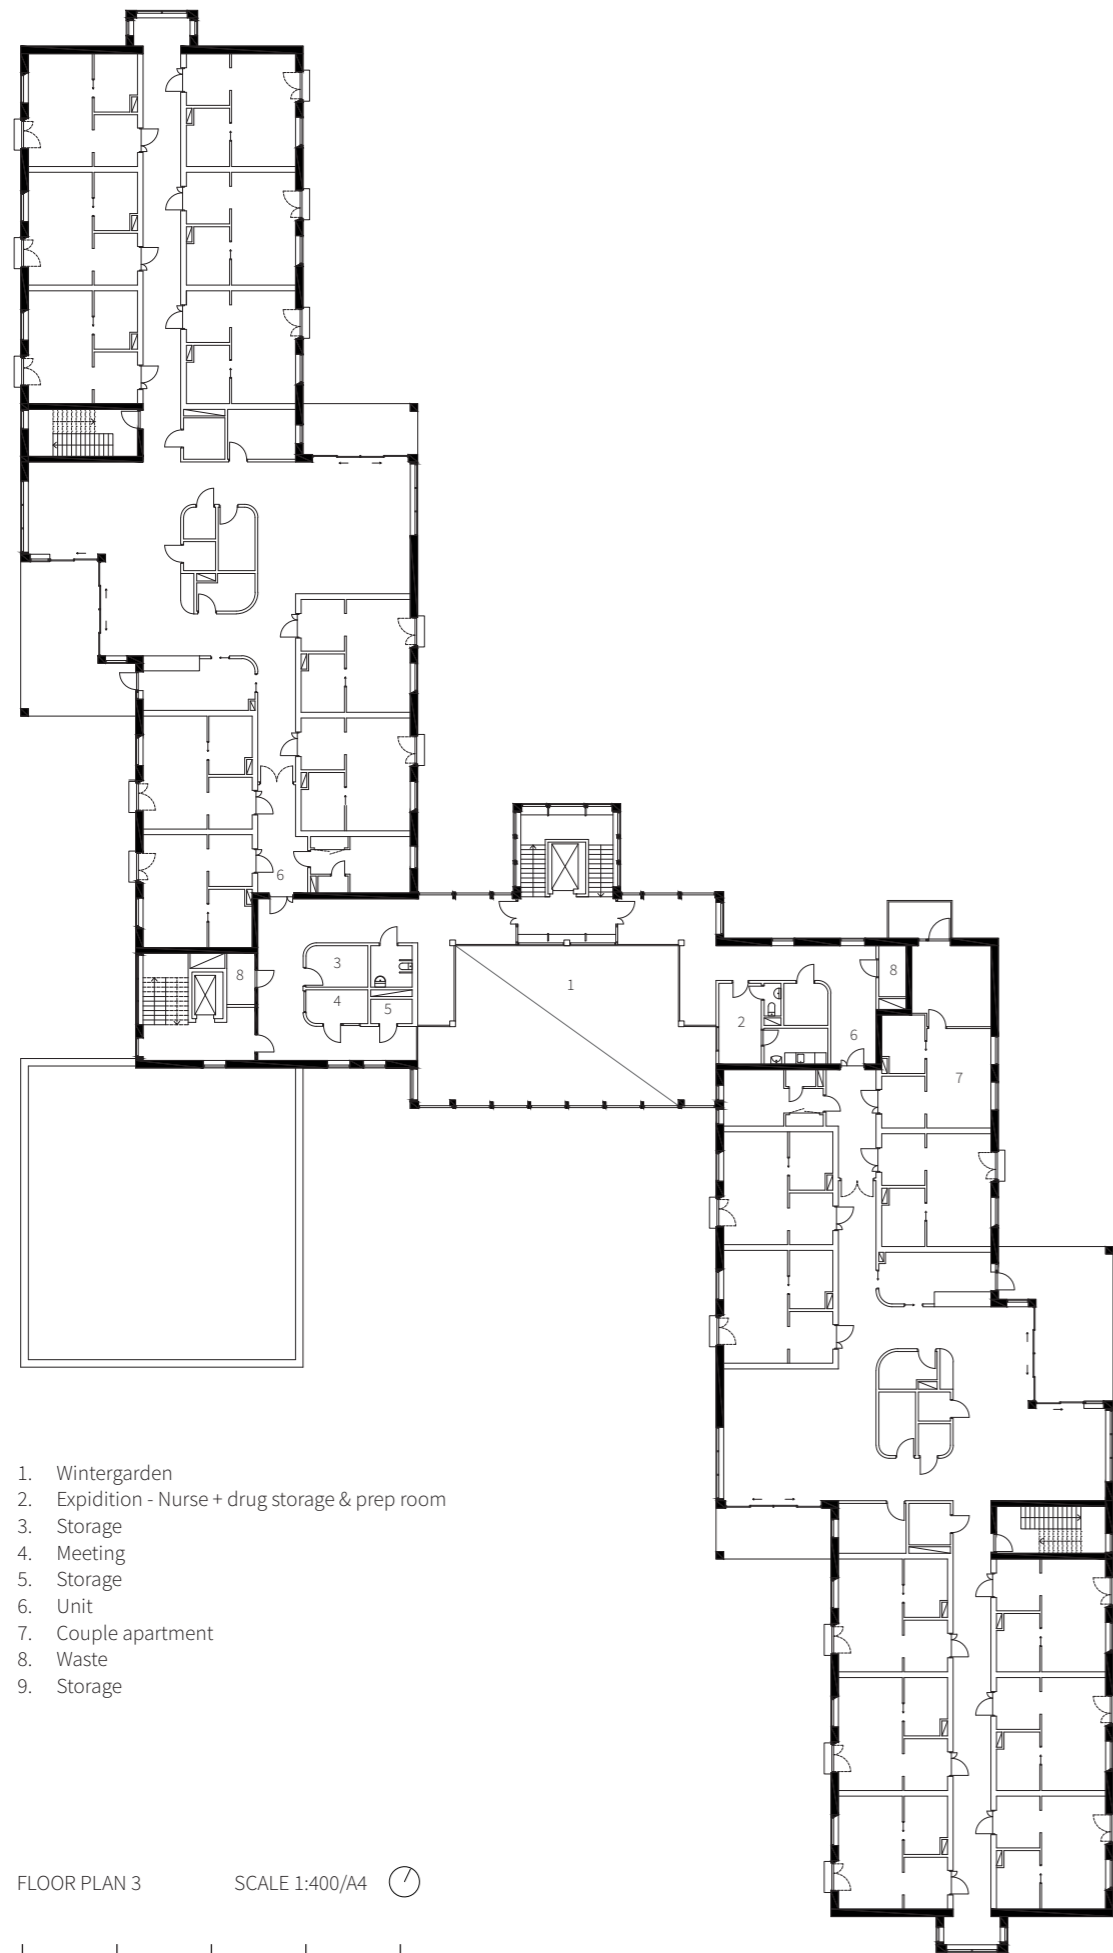 6
8
3
4
5
1
2
8
6
7
1. Wintergarden
2. Expidition - Nurse + drug storage & prep room
3. Storage
4. Meeting
5. Storage
6. Unit
7. Couple apartment
8. Waste
9. Storage
FLOOR PLAN 3 SCALE 1:400/A4